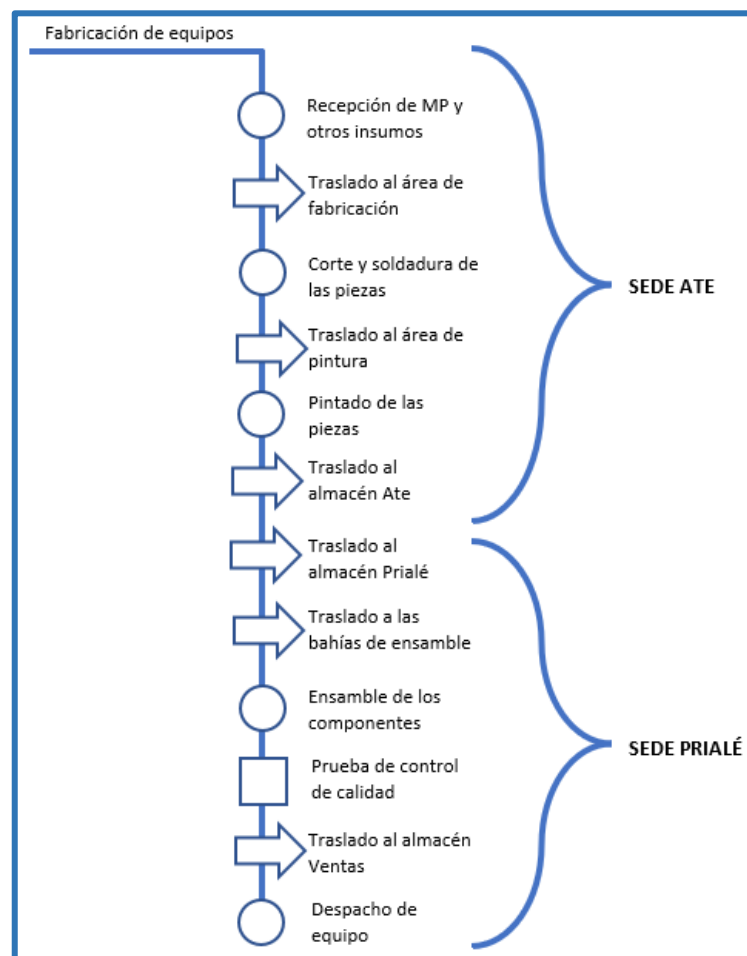 Fabricación de equipos
Recepción de MP y
otros insumos
Traslado al área de
fabricación
Corte y soldadura de
las piezas
SEDE ATE
Traslado al área de
pintura
Pintado de las
piezas
Traslado al
almacén Ate
Traslado al
almacén Prialé
Traslado a las
bahías de ensamble
Ensamble de los
componentes
SEDE PRIALÉ
Prueba de control
de calidad
Traslado al almacén
Ventas
Despacho de
equipo